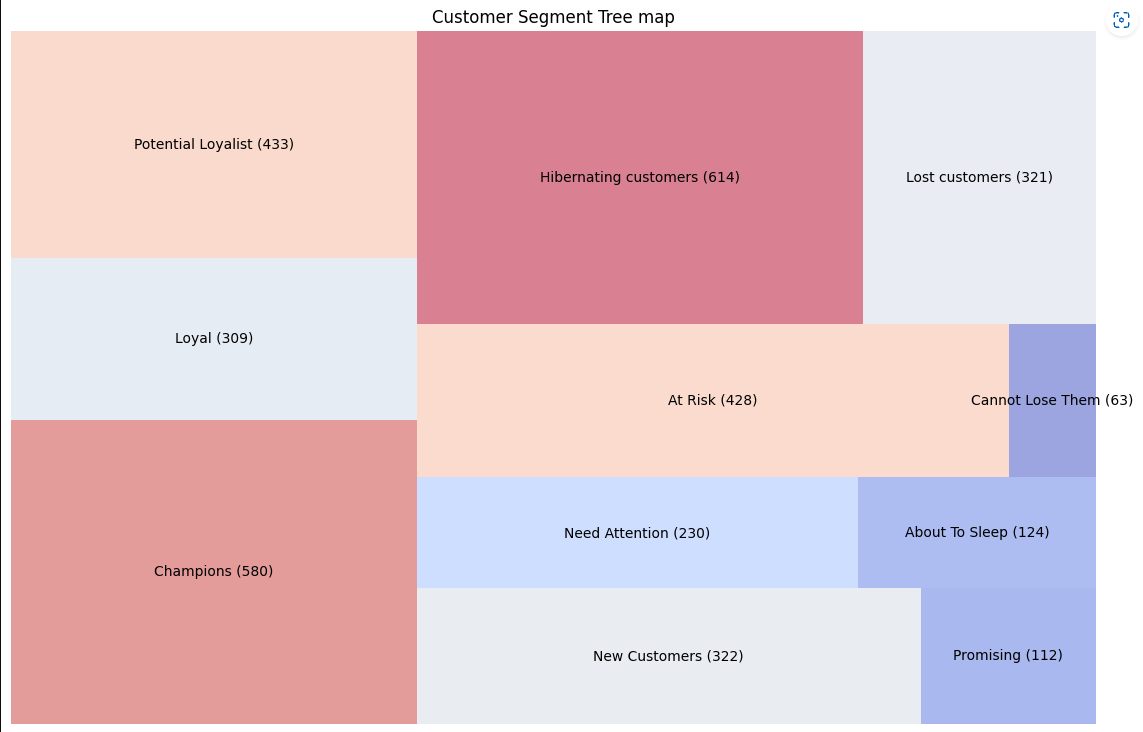 Customer Segment Tree map
Potential Loyalist (433)
Hibernating customers (614)
Lost customers (321)
Loyal (309)
At Risk (428)
Cannot Lose Them (63)
Need Attention (230)
About To Sleep (124)
Champions (580)
New Customers (322)
Promising (112)